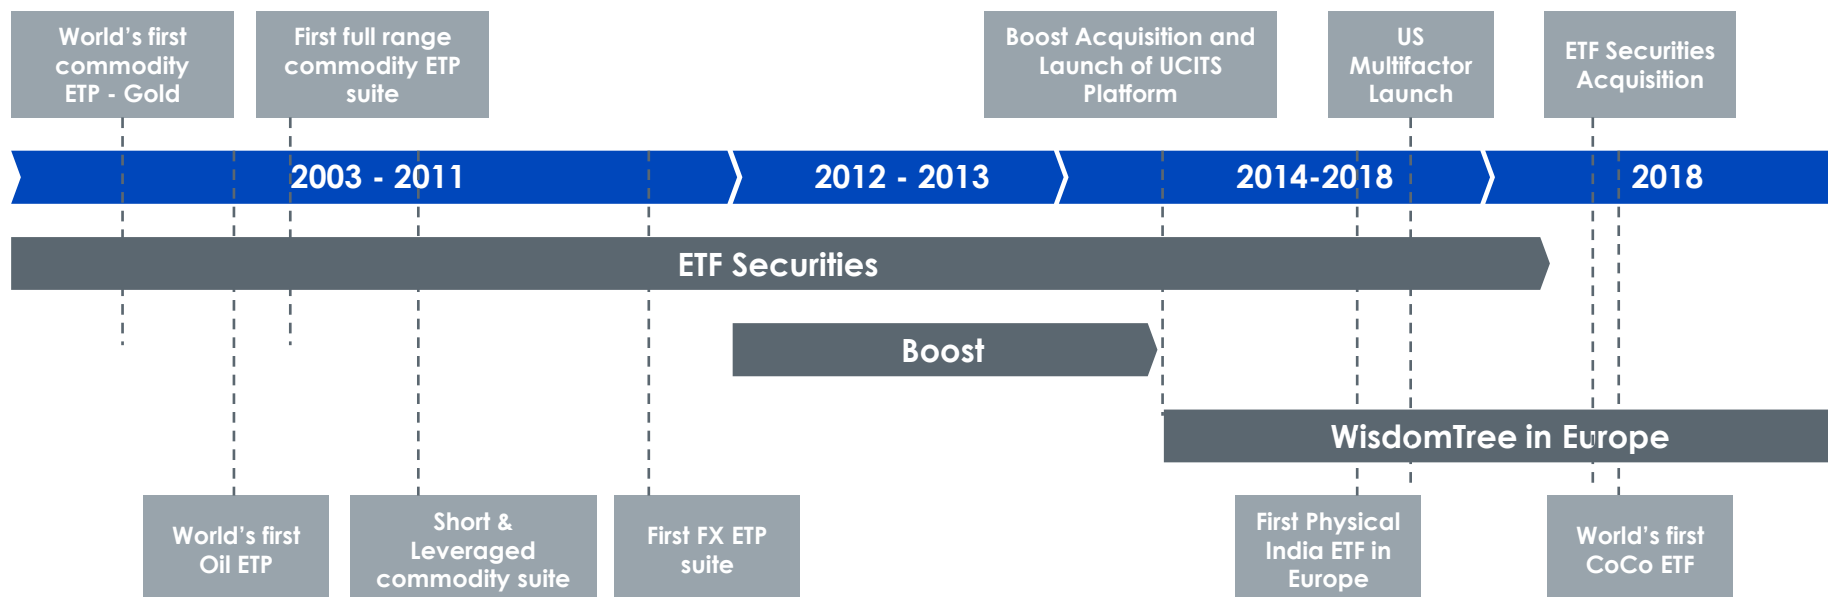 World’s first
commodity
ETP - Gold
First full range
commodity ETP
suite
Boost Acquisition and
Launch of UCITS
Platform
US
Multifactor
Launch
ETF Securities
Acquisition
2003 - 2011
2012 - 2013
2014-2018
2018
ETF Securities
Boost
WisdomTree in Europe
World’s first
Oil ETP
Short &
Leveraged
commodity suite
First FX ETP
suite
First Physical
India ETF in
Europe
World’s first
CoCo ETF